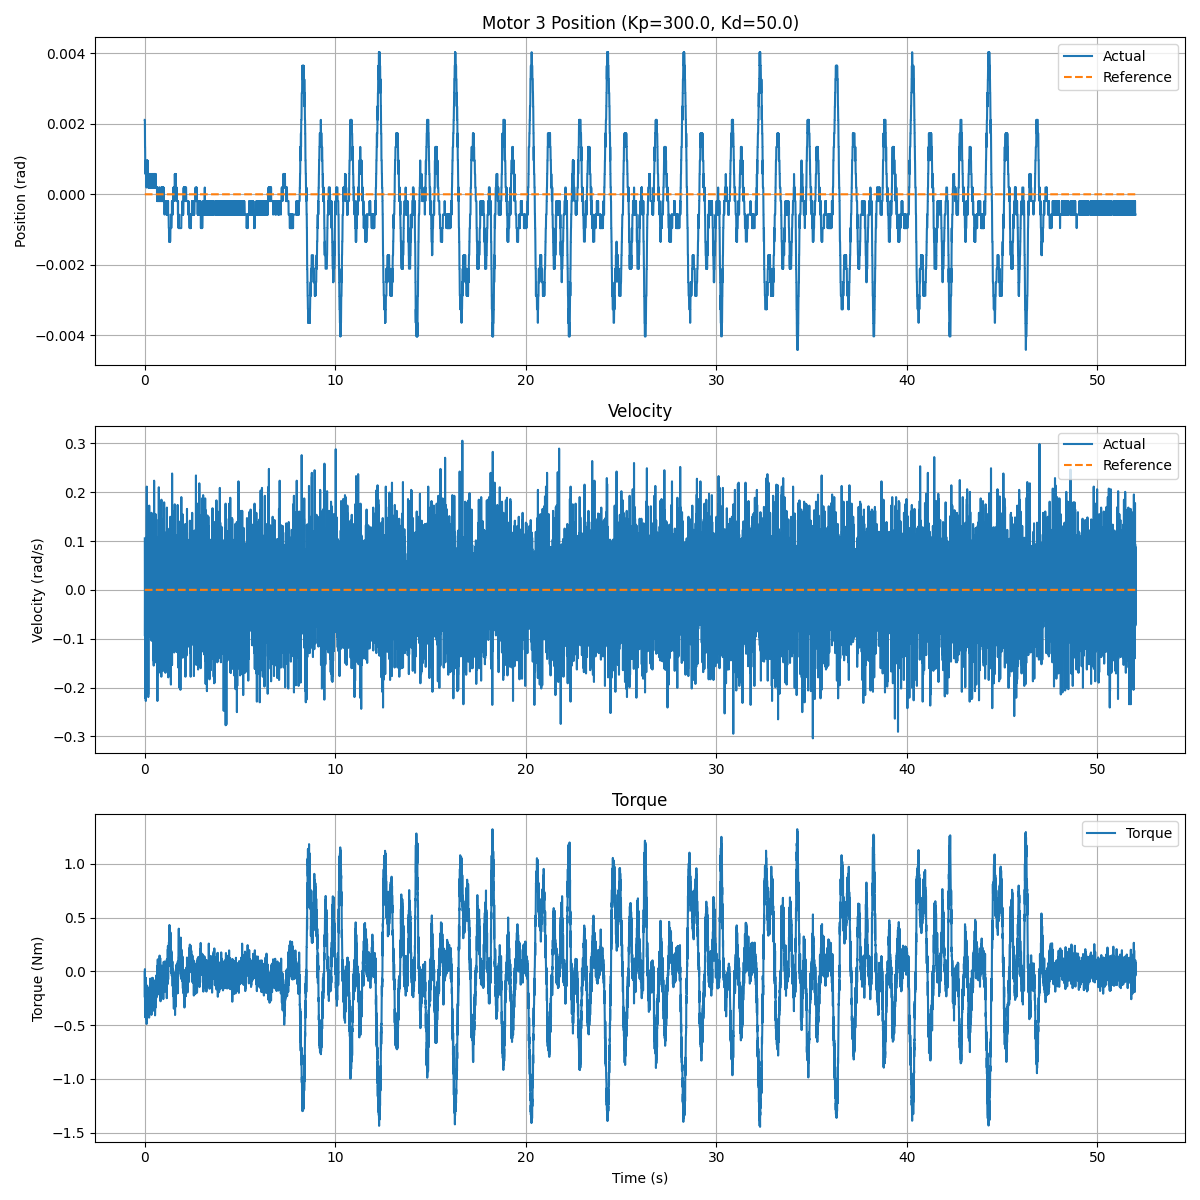 Motor 3 Position (Kp=300.0, Kd=50.0)
Position (rad)
0.004
0.002
0.000
−0.002
−0.004
Actual
Reference
0 10 20 30 40 50
Velocity
Velocity (rad/s)
0.3
0.2
0.1
0.0
−0.1
−0.2
−0.3
Actual
Reference
0 10 20 30 40 50
Torque
Torque (Nm)
1.0
0.5
0.0
−0.5
−1.0
−1.5
Torque
0 10 20 30 40 50
Time (s)